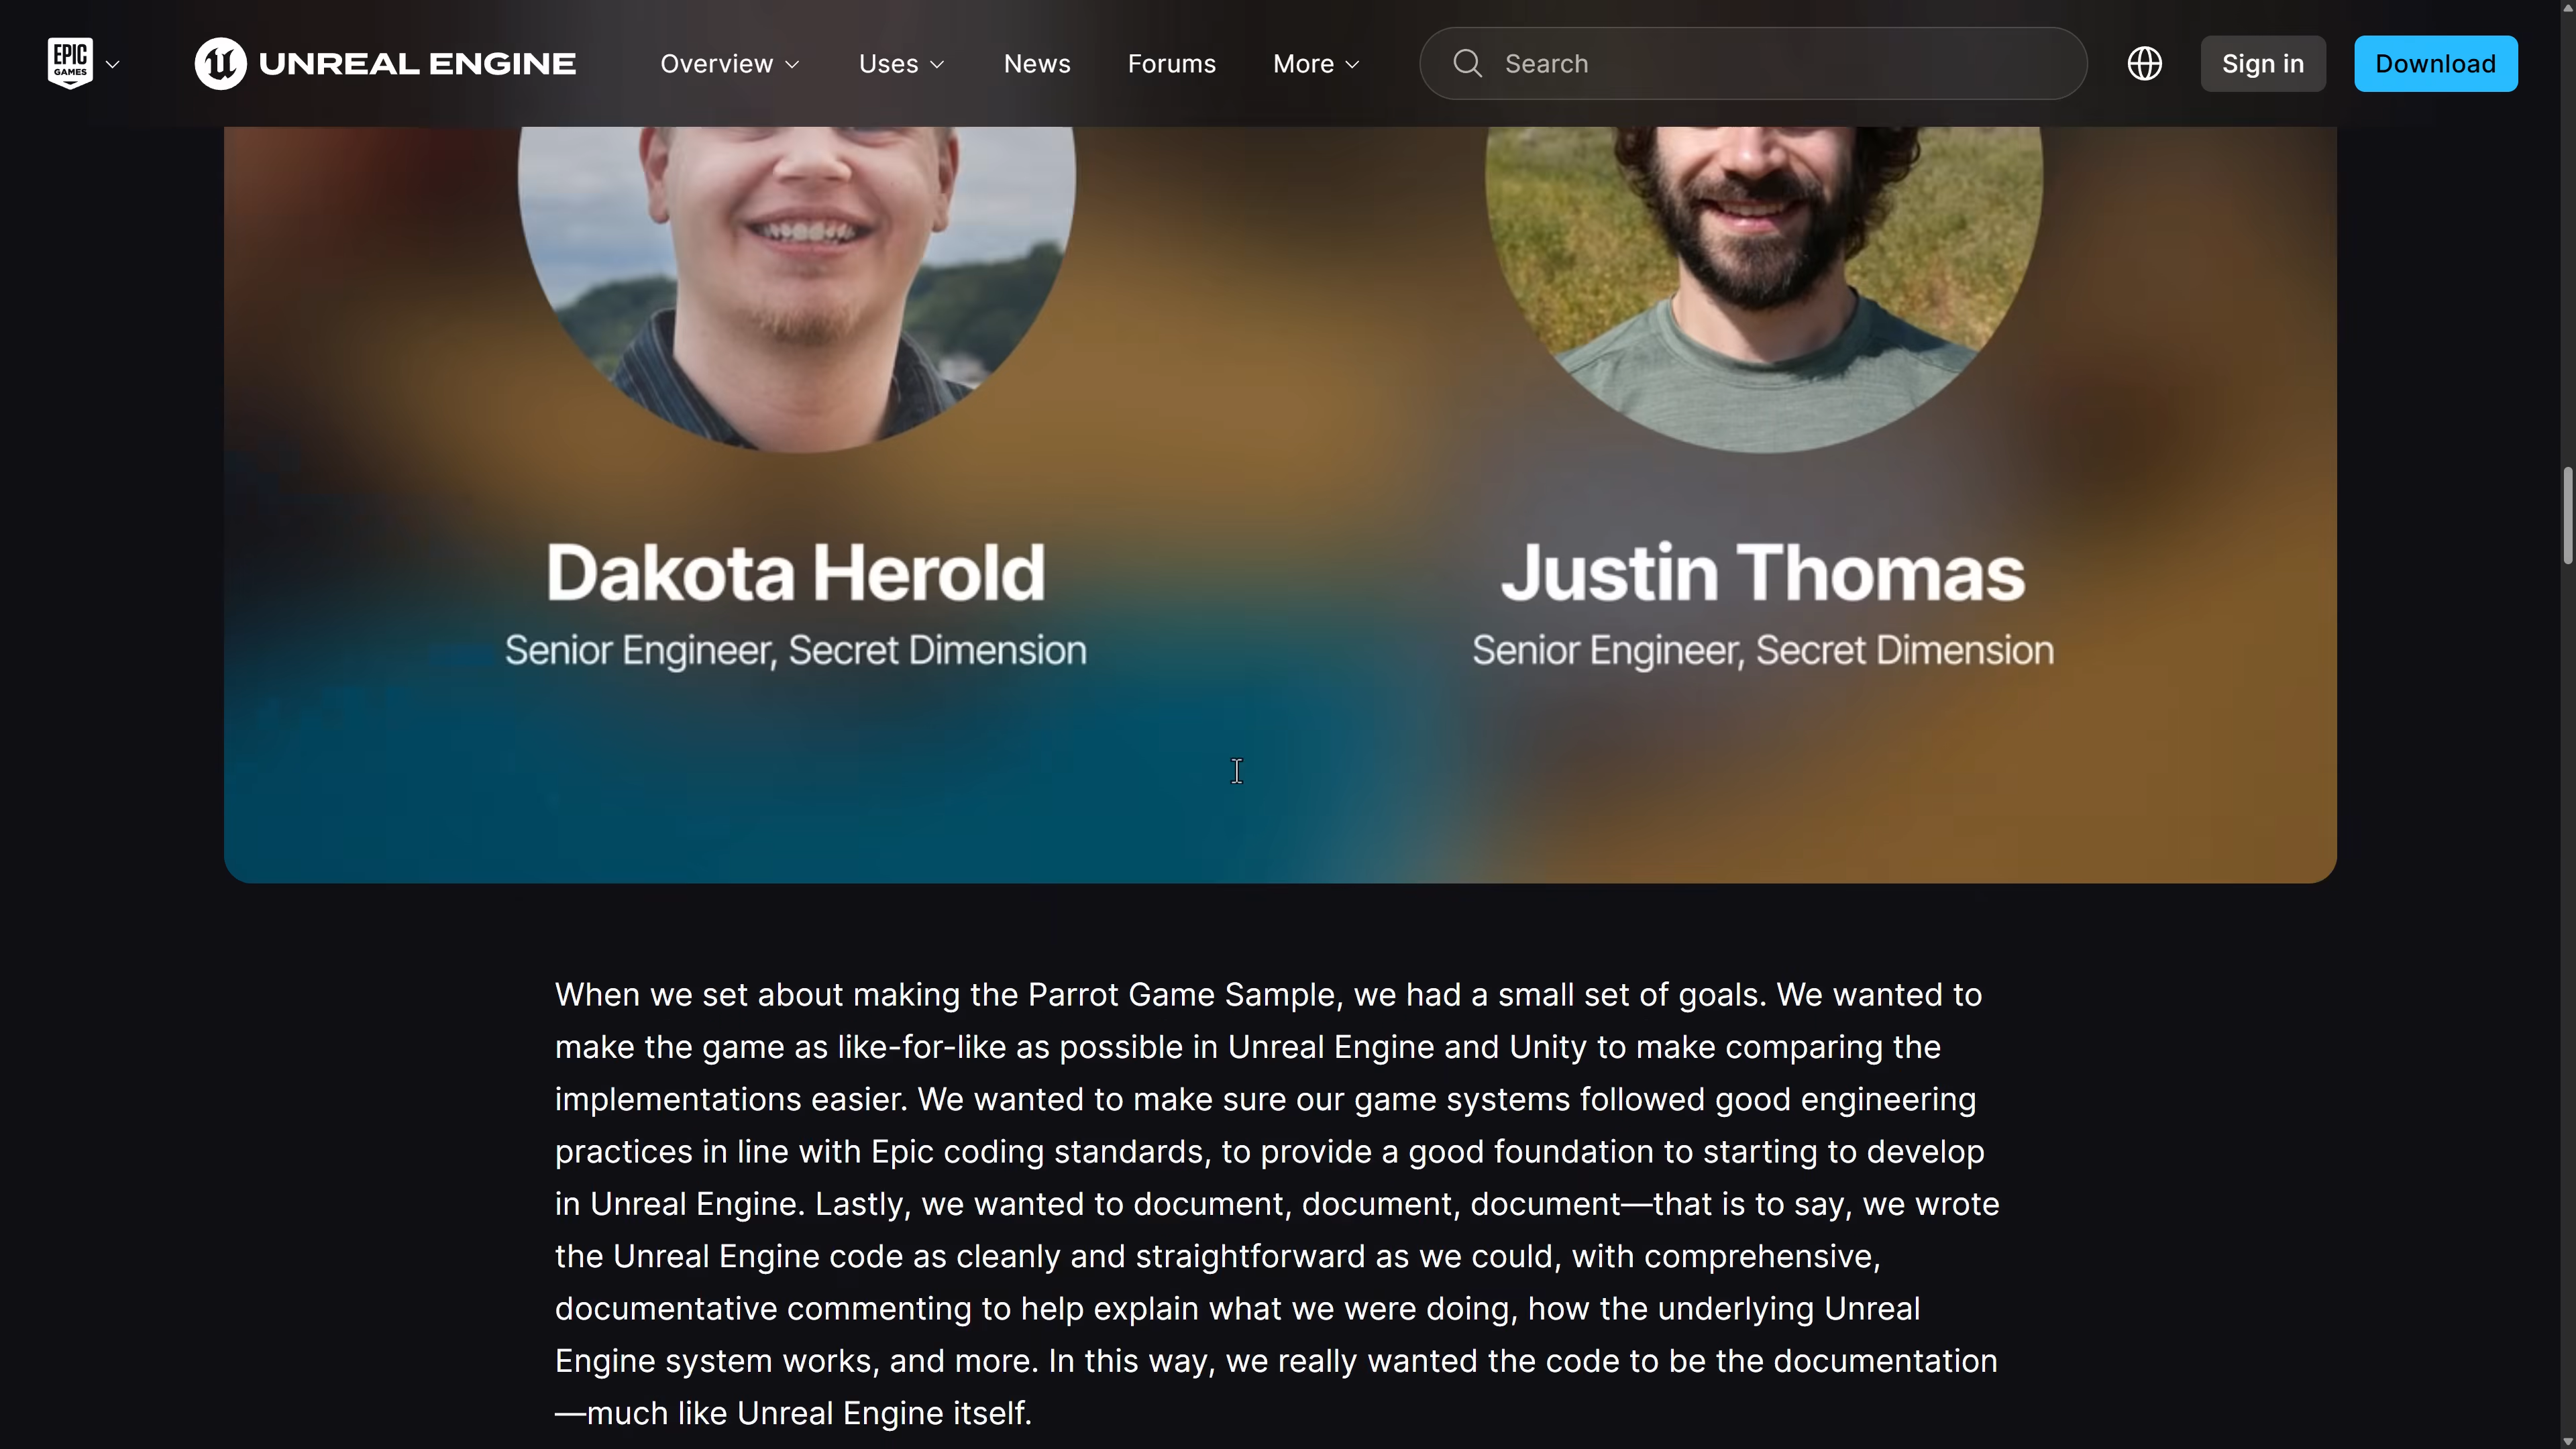 EPIC
GAMES
UNREAL ENGINE
Overview
Uses
News
Forums
More
Search
Sign in
Download
Dakota Herold
Senior Engineer, Secret Dimension
Justin Thomas
Senior Engineer, Secret Dimension
When we set about making the Parrot Game Sample, we had a small set of goals. We wanted to
make the game as like-for-like as possible in Unreal Engine and Unity to make comparing the
implementations easier. We wanted to make sure our game systems followed good engineering
practices in line with Epic coding standards, to provide a good foundation to starting to develop
in Unreal Engine. Lastly, we wanted to document, document, document—that is to say, we wrote
the Unreal Engine code as cleanly and straightforward as we could, with comprehensive,
documentative commenting to help explain what we were doing, how the underlying Unreal
Engine system works, and more. In this way, we really wanted the code to be the documentation
—much like Unreal Engine itself.